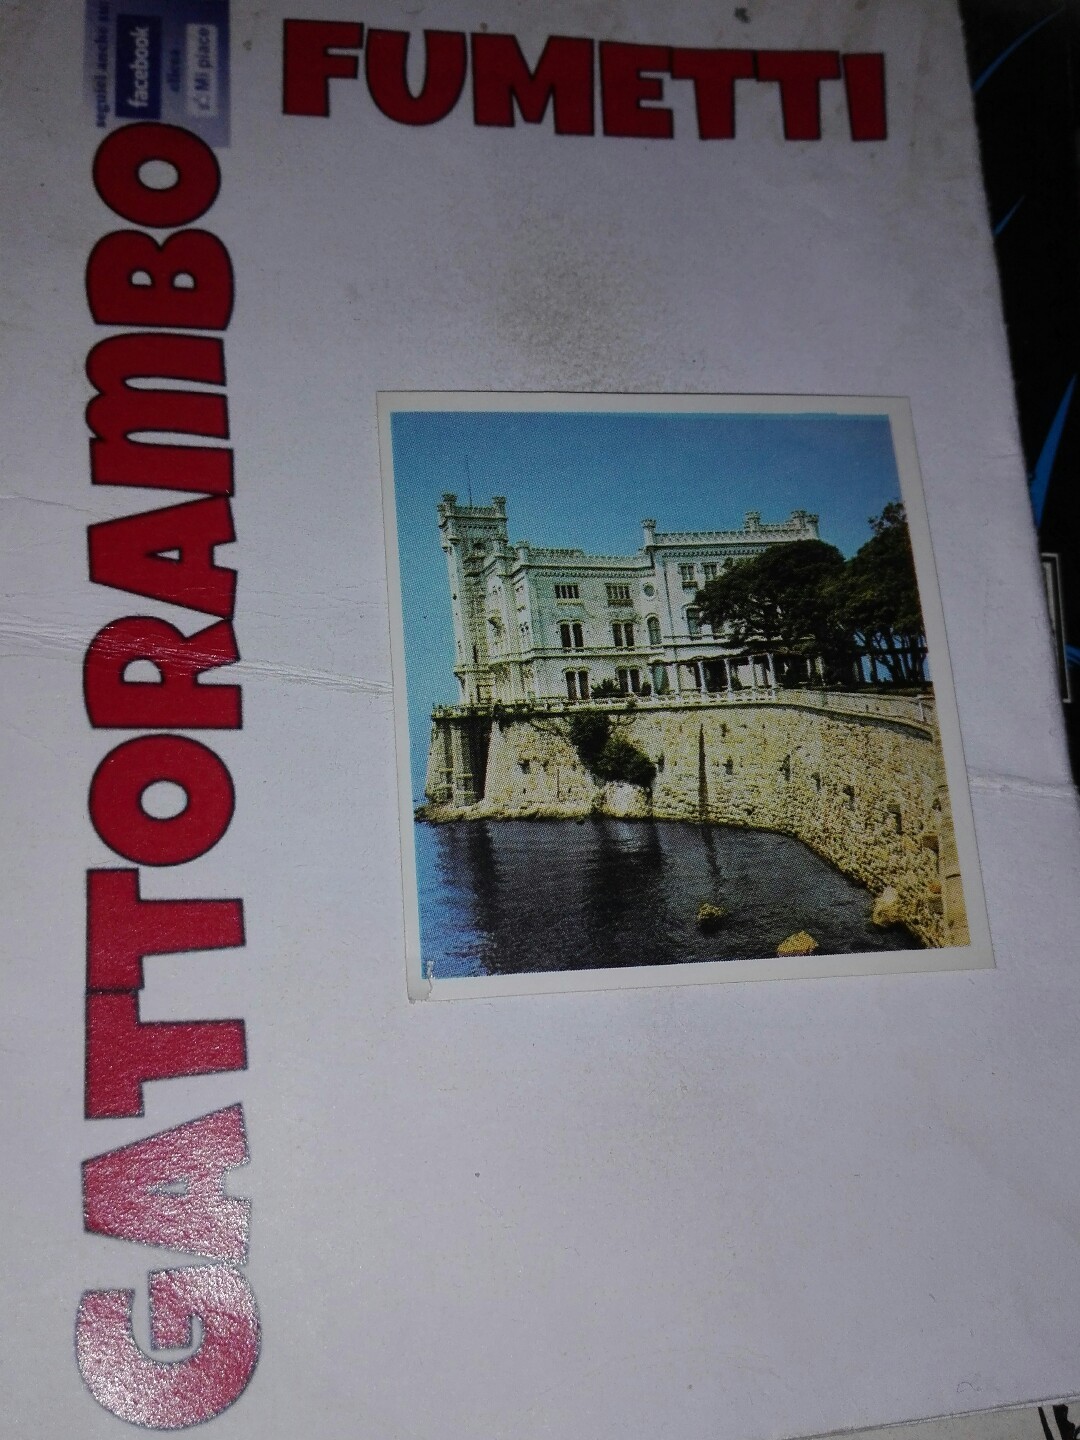 FUMETTI
GATTORAMBO
seguici anche su:
facebook
clicca
Mi piace